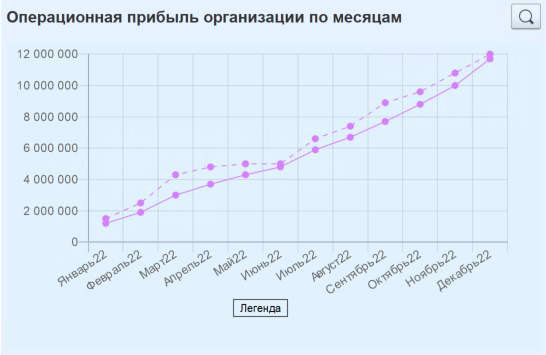 Операционная прибыль организации по месяцам
12 000 000
10 000 000
8 000 000
6 000 000
4 000 000
2 000 000
0
Январь22
Февраль22
Март22
Апрель22
Май22
Июнь22
Июль22
Август22
Сентябрь22
Октябрь22
Ноябрь22
Декабрь22
Легенда